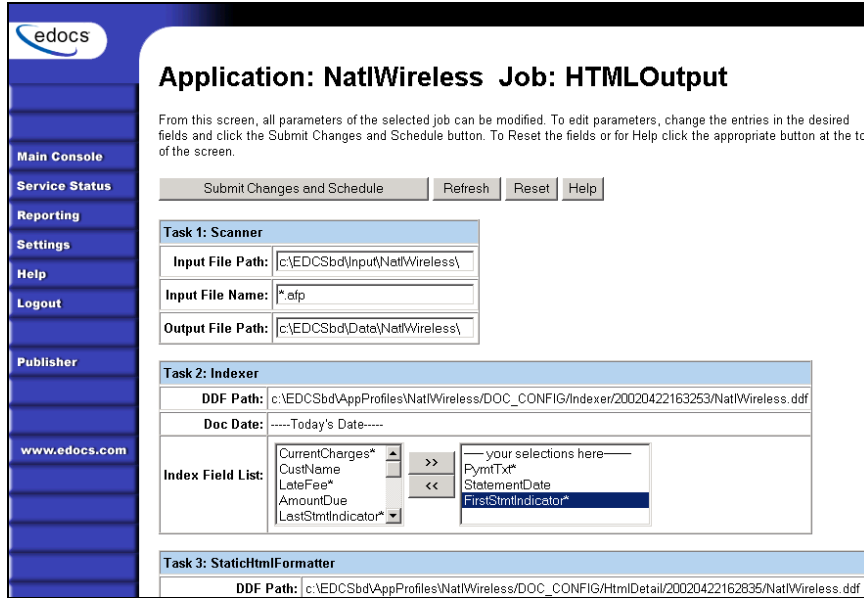 edocs
Application: NatlWireless Job: HTMLOutput
From this screen, all parameters of the selected job can be modified. To edit parameters, change the entries in the desired
fields and click the Submit Changes and Schedule button. To Reset the fields or for Help click the appropriate button at the
of the screen.
Submit Changes and Schedule Refresh Reset Help
Main Console
Service Status
Reporting
Settings
Help
Logout
Publisher
www.edocs.com
Task 1: Scanner
Input File Path: c:\EDCSbd\Input\NatlWireless\
Input File Name: *.afp
Output File Path: c:\EDCSbd\Data\NatlWireless\
Task 2: Indexer
DDF Path: c:\EDCSbd\AppProfiles\NatlWireless/DOC_CONFIG/Indexer/20020422163253/NatlWireless.ddf
Doc Date: -----Today's Date-----
Index Field List:
CurrentCharges*
CustName
LateFee*
AmountDue
LastStmtIndicator*
>>
<<
── your selections here──
PymtTxt*
StatementDate
FirstStmtIndicator*
Task 3: StaticHtmlFormatter
DDF Path: c:\EDCSbd\AppProfiles\NatlWireless/DOC_CONFIG/HtmlDetail/20020422162835/NatlWireless.ddf